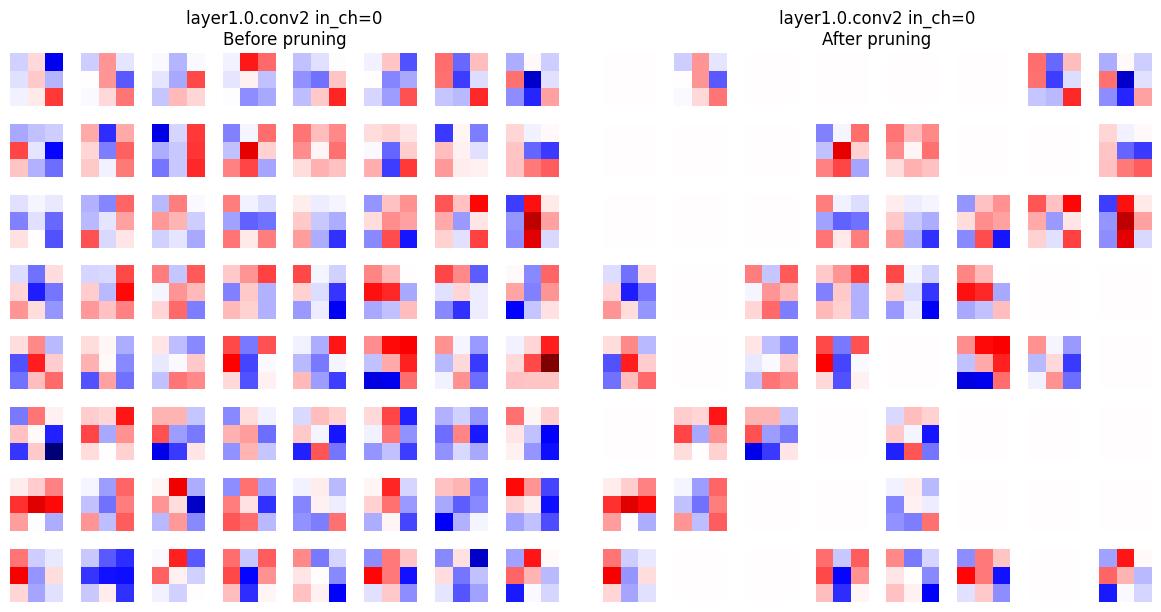 layer1.0.conv2 in_ch=0
Before pruning
layer1.0.conv2 in_ch=0
After pruning